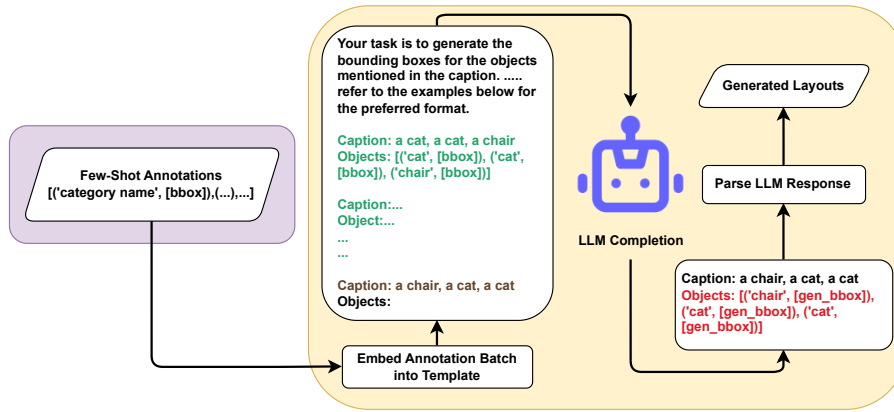 Few-Shot Annotations
[('category name', [bbox]),(...),...]
Embed Annotation Batch
into Template
Your task is to generate the
bounding boxes for the objects
mentioned in the caption. .....
refer to the examples below for
the preferred format.
Caption: a cat, a cat, a chair
Objects: [('cat', [bbox]), ('cat',
[bbox]), ('chair', [bbox])]
Caption:...
Object:...
...
...
Caption: a chair, a cat, a cat
Objects:
LLM Completion
Caption: a chair, a cat, a cat
Objects: [('chair', [gen_bbox]),
('cat', [gen_bbox]), ('cat',
[gen_bbox])]
Parse LLM Response
Generated Layouts